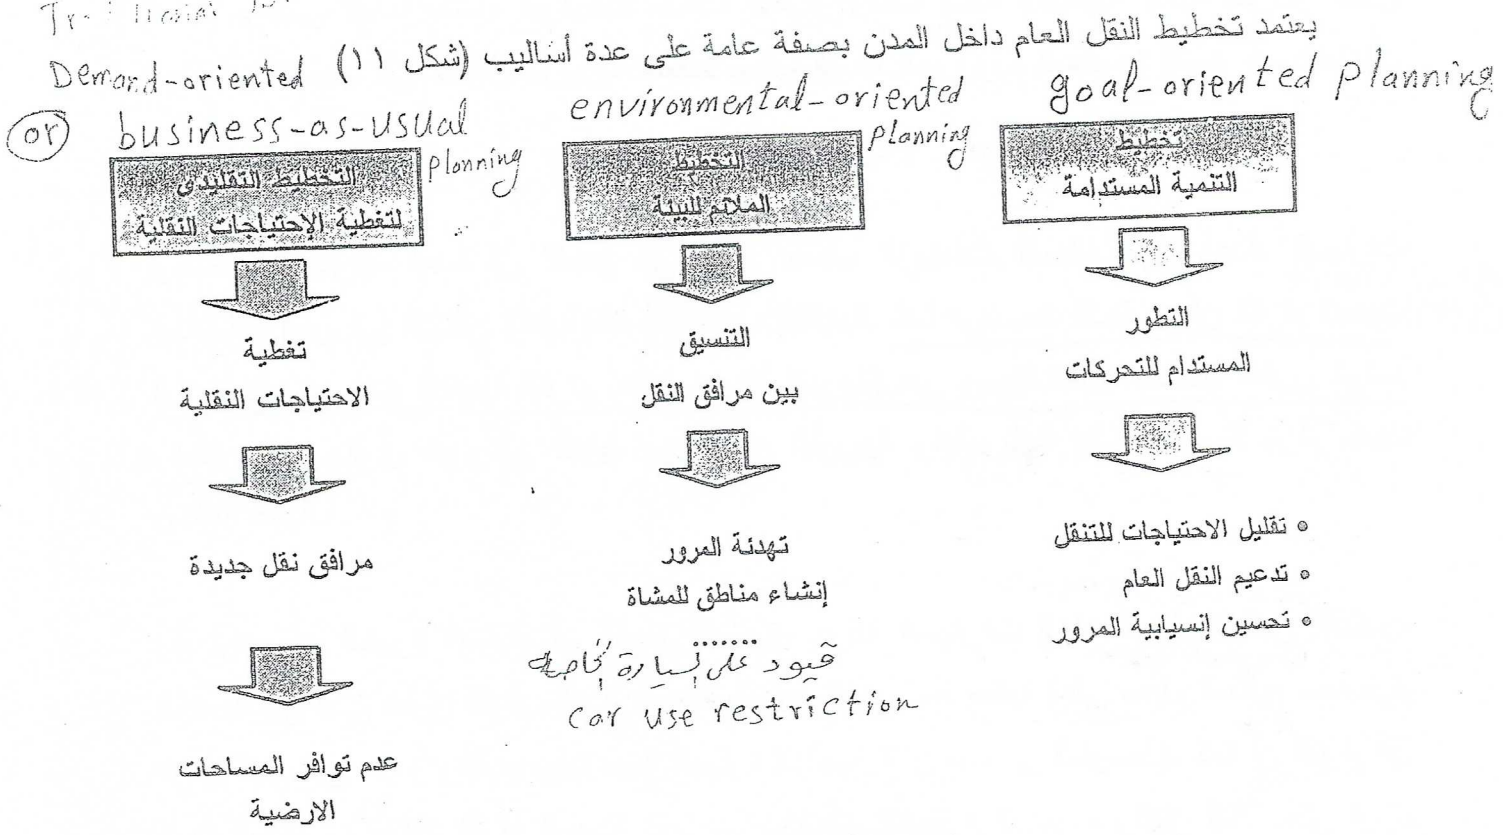 يعتمد تخطيط النقل العام داخل المدن بصفة عامة على عدة أساليب (شكل ١١)
Demand-oriented
or business-as-usual planning
التخطيط التقليدى
لتغطية الإحتياجات النقلية
تغطية
الاحتياجات النقلية
مرافق نقل جديدة
عدم توافر المساحات
الارضية
environmental-oriented
planning
التخطيط
الملائم للبيئة
التنسيق
بين مرافق النقل
تهدئة المرور
إنشاء مناطق للمشاة
.......
قيود على السيارة الخاصة
car use restriction
goal-oriented planning
تخطيط
التنمية المستدامة
التطور
المستدام للتحركات
• تقليل الاحتياجات للتنقل
• تدعيم النقل العام
• تحسين إنسيابية المرور